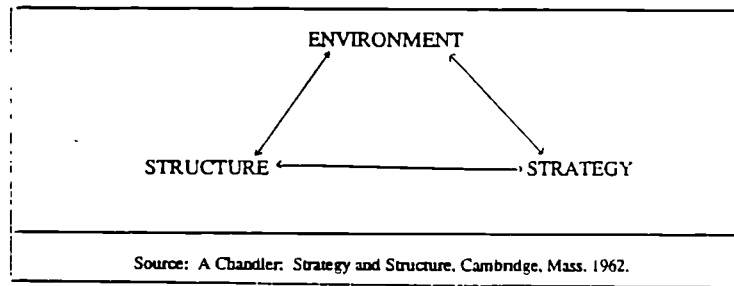 ENVIRONMENT
STRUCTURE STRATEGY
Source: A Chandler: Strategy and Structure, Cambridge, Mass. 1962.